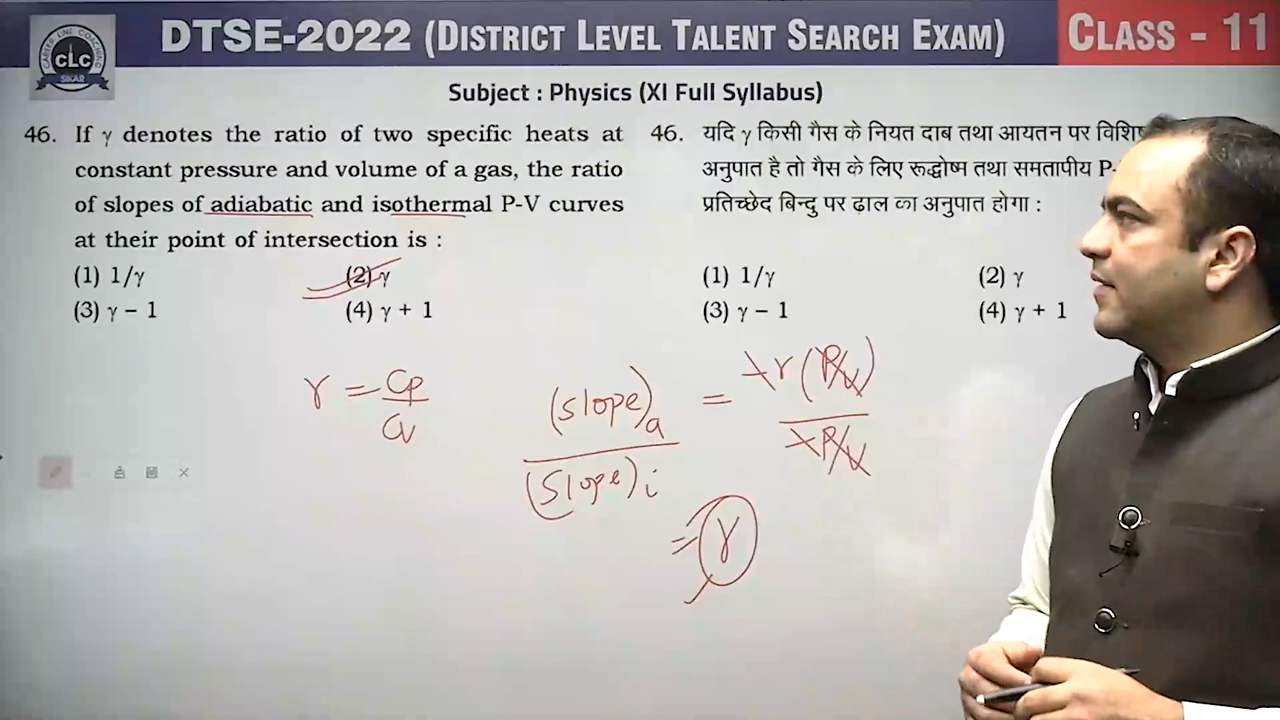 CAREER LINE COACHING
CLC
SIKAR
DTSE-2022 (DISTRICT LEVEL TALENT SEARCH EXAM)
CLASS - 11
Subject : Physics (XI Full Syllabus)
46. If γ denotes the ratio of two specific heats at
constant pressure and volume of a gas, the ratio
of slopes of adiabatic and isothermal P-V curves
at their point of intersection is :
(1) 1/γ (2) γ
(3) γ – 1 (4) γ + 1
46. यदि γ किसी गैस के नियत दाब तथा आयतन पर
अनुपात है तो गैस के लिए रूद्धोष्म तथा समतापीय P-
प्रतिच्छेद बिन्दु पर ढ़ाल का अनुपात होगा :
(1) 1/γ (2) γ
(3) γ – 1 (4) γ + 1
γ = Cp/Cv
(slope)a / (slope)i = -γ(P/V) / -P/V
= γ